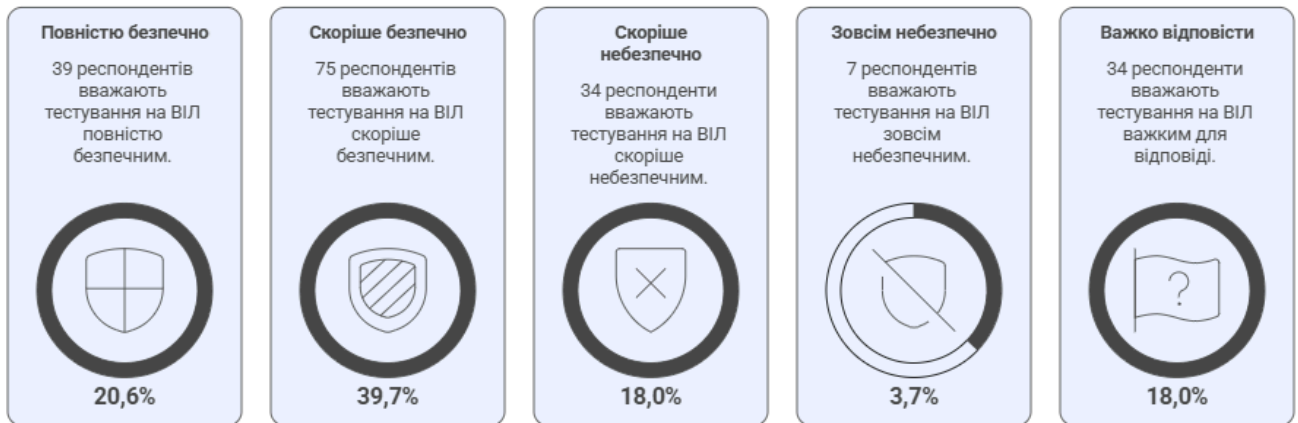 Повністю безпечно
39 респондентів
вважають
тестування на ВІЛ
повністю
безпечним.
20,6%
Скоріше безпечно
75 респондентів
вважають
тестування на ВІЛ
скоріше
безпечним.
39,7%
Скоріше
небезпечно
34 респонденти
вважають
тестування на ВІЛ
скоріше
небезпечним.
18,0%
Зовсім небезпечно
7 респондентів
вважають
тестування на ВІЛ
зовсім
небезпечним.
3,7%
Важко відповісти
34 респонденти
вважають
тестування на ВІЛ
важким для
відповіді.
?
18,0%